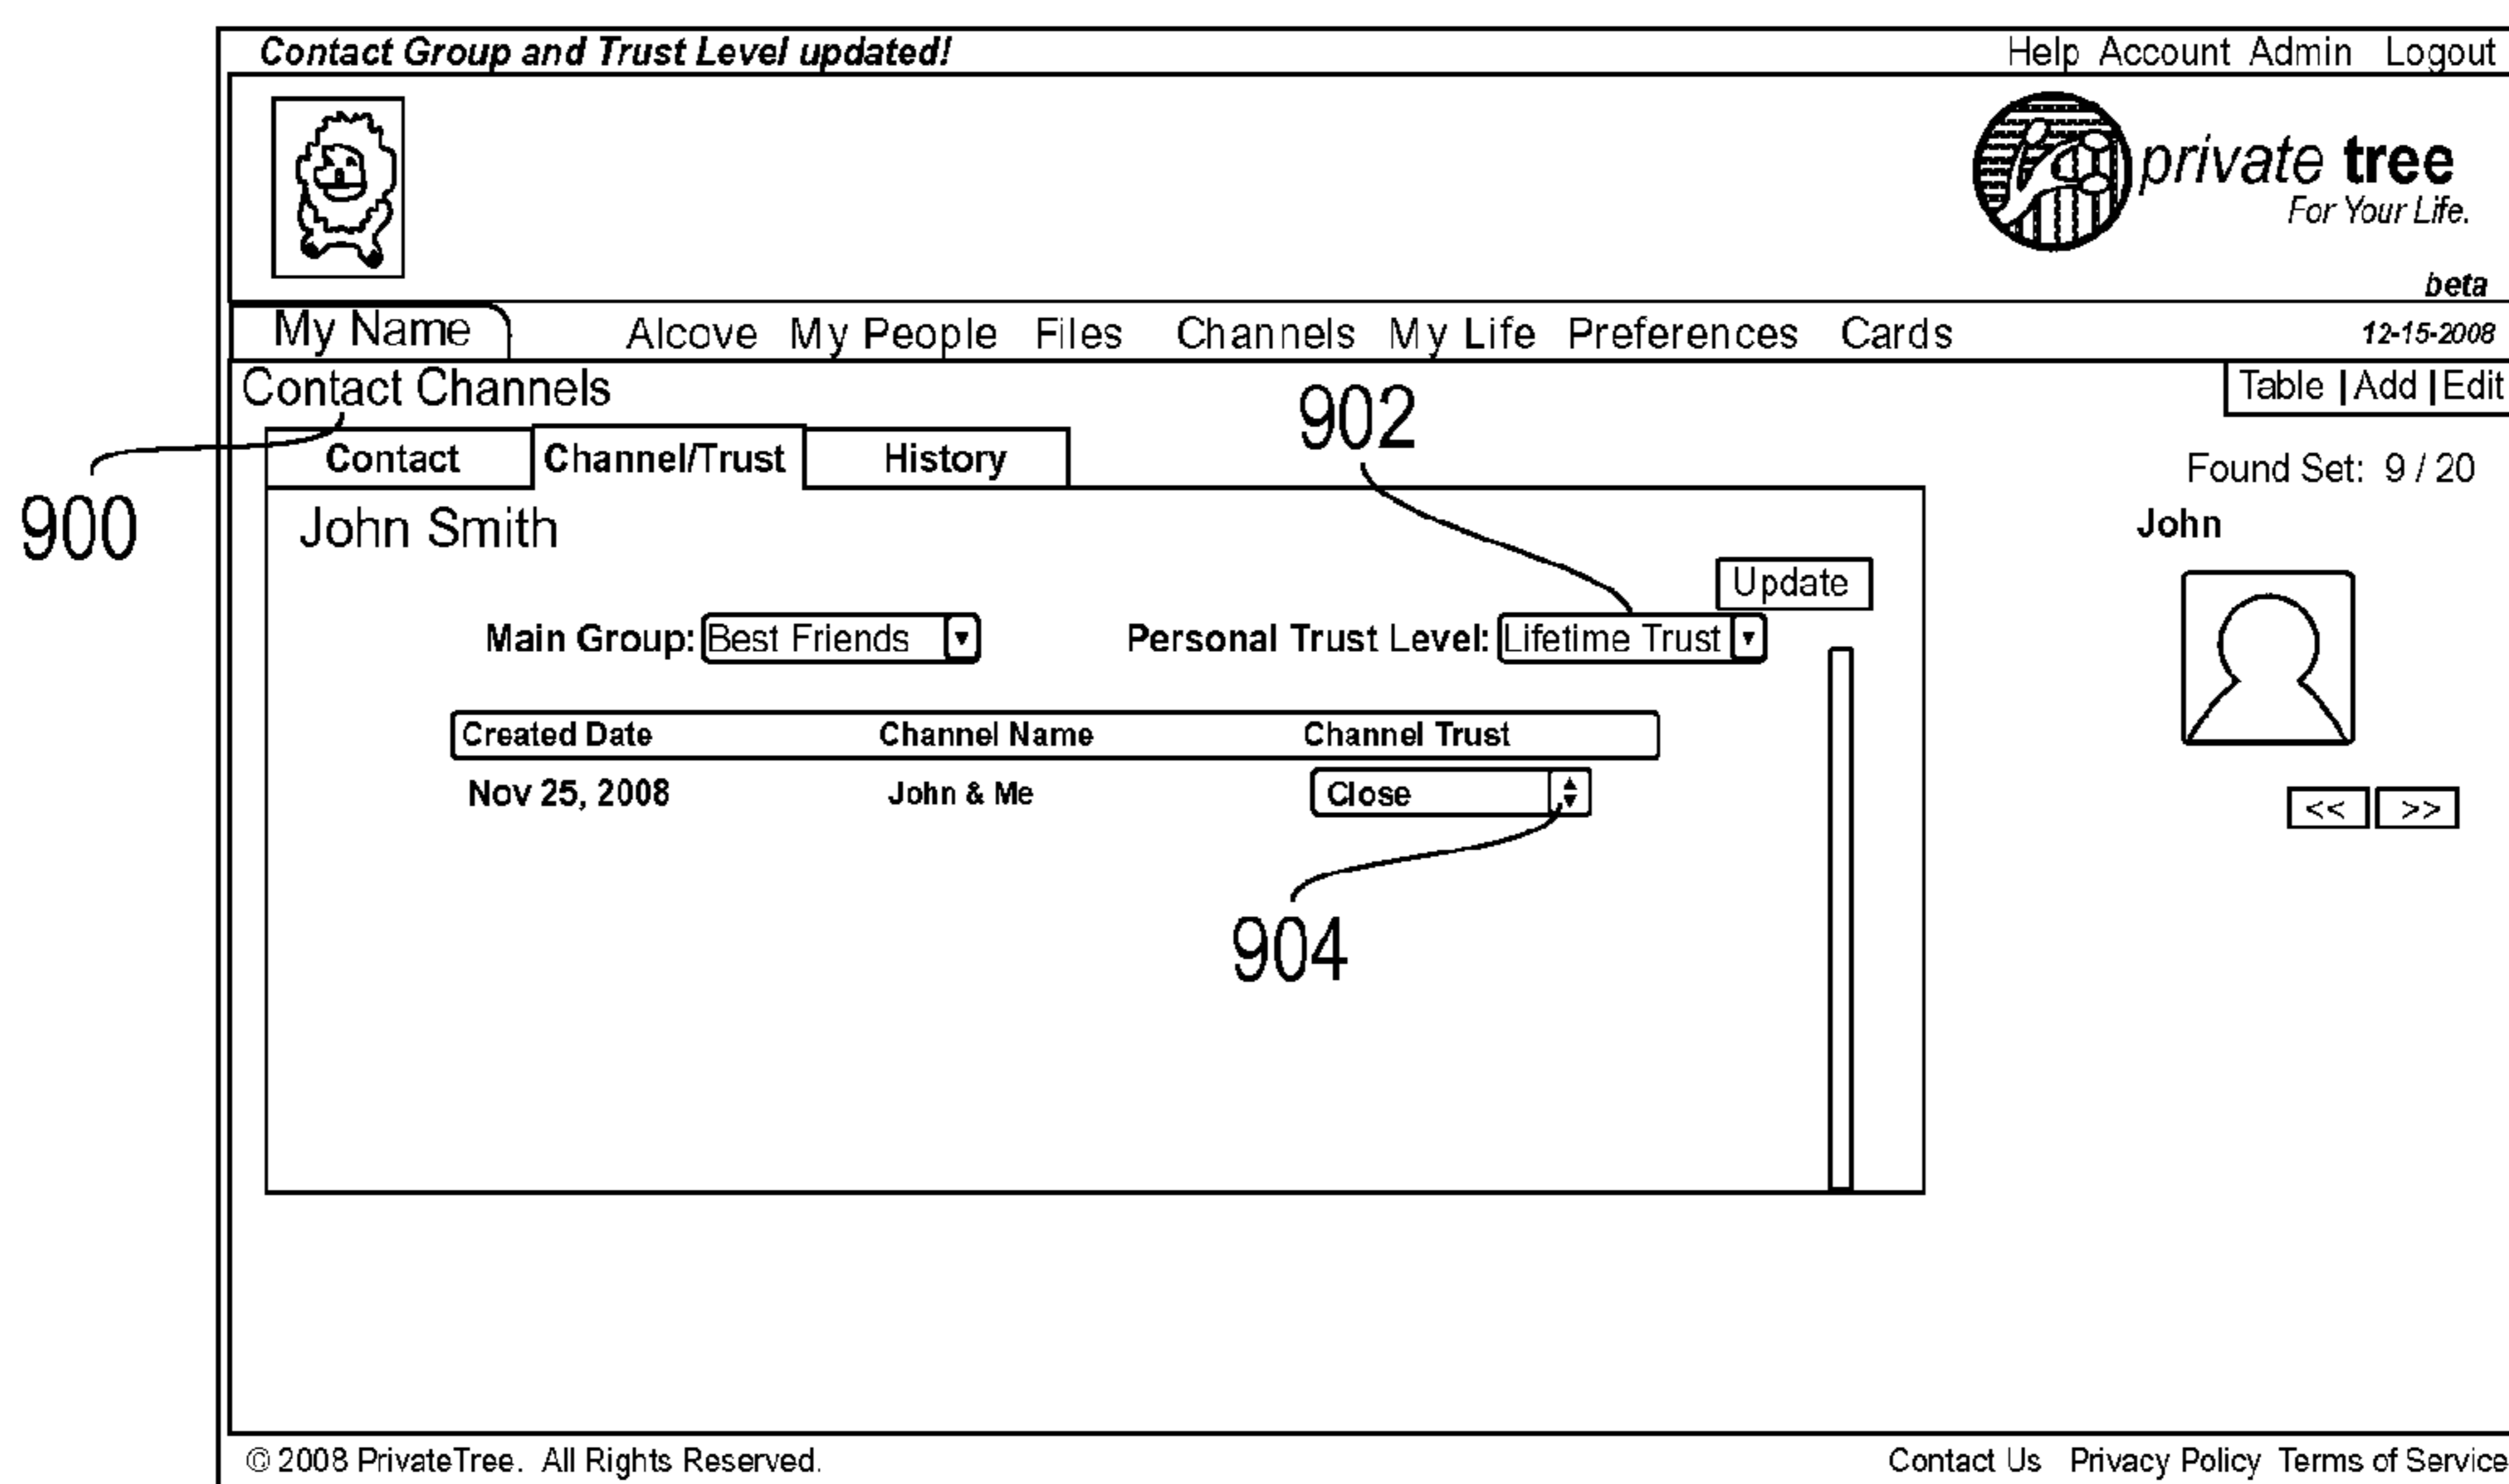 Contact Group and Trust Level updated! Help Account Admin Logout
private tree
For Your Life.
beta
My Name Alcove My People Files Channels My Life Preferences Cards 12-15-2008
Contact Channels Table | Add | Edit
902
Contact Channel/Trust History
Found Set: 9 / 20
900
John Smith
John
Update
Main Group: Best Friends Personal Trust Level: Lifetime Trust
Created Date Channel Name Channel Trust
Nov 25, 2008 John & Me Close
<< >>
904
© 2008 PrivateTree. All Rights Reserved. Contact Us Privacy Policy Terms of Service